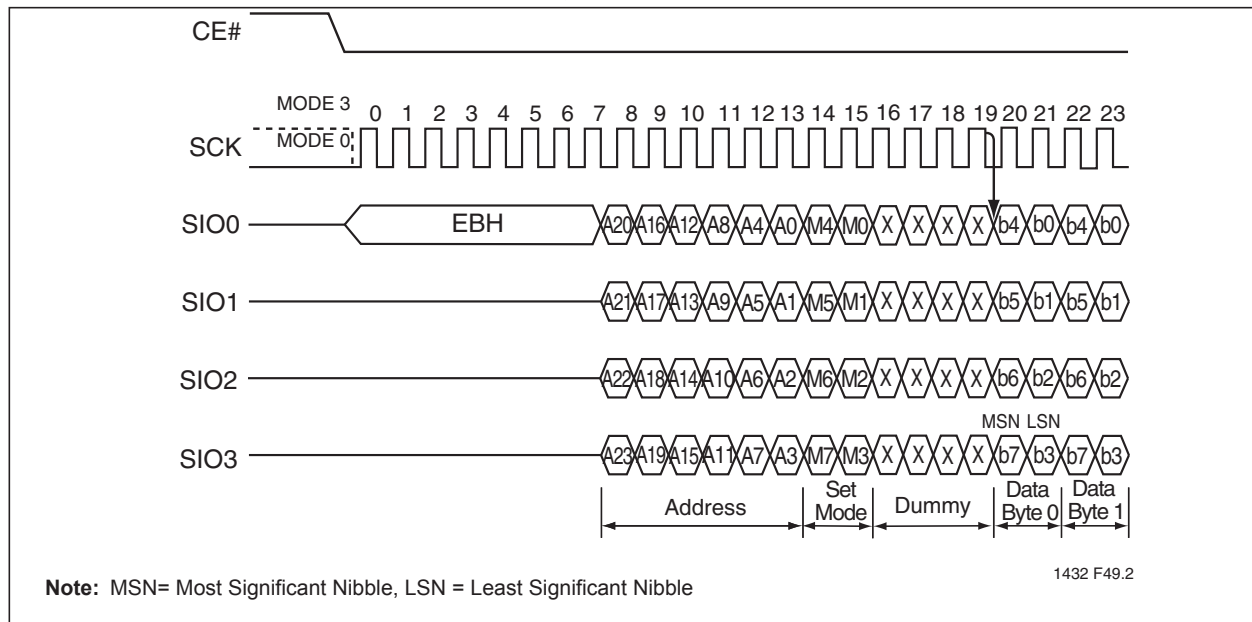 CE#
MODE 3
0 1 2 3 4 5 6 7 8 9 10 11 12 13 14 15 16 17 18 19 20 21 22 23
SCK
MODE 0
SIO0 EBH A20 A16 A12 A8 A4 A0 M4 M0 X X X X b4 b0 b4 b0
SIO1 A21 A17 A13 A9 A5 A1 M5 M1 X X X X b5 b1 b5 b1
SIO2 A22 A18 A14 A10 A6 A2 M6 M2 X X X X b6 b2 b6 b2
MSN LSN
SIO3 A23 A19 A15 A11 A7 A3 M7 M3 X X X X b7 b3 b7 b3
Address
Set
Mode
Dummy
Data
Byte 0
Data
Byte 1
1432 F49.2
Note: MSN= Most Significant Nibble, LSN = Least Significant Nibble